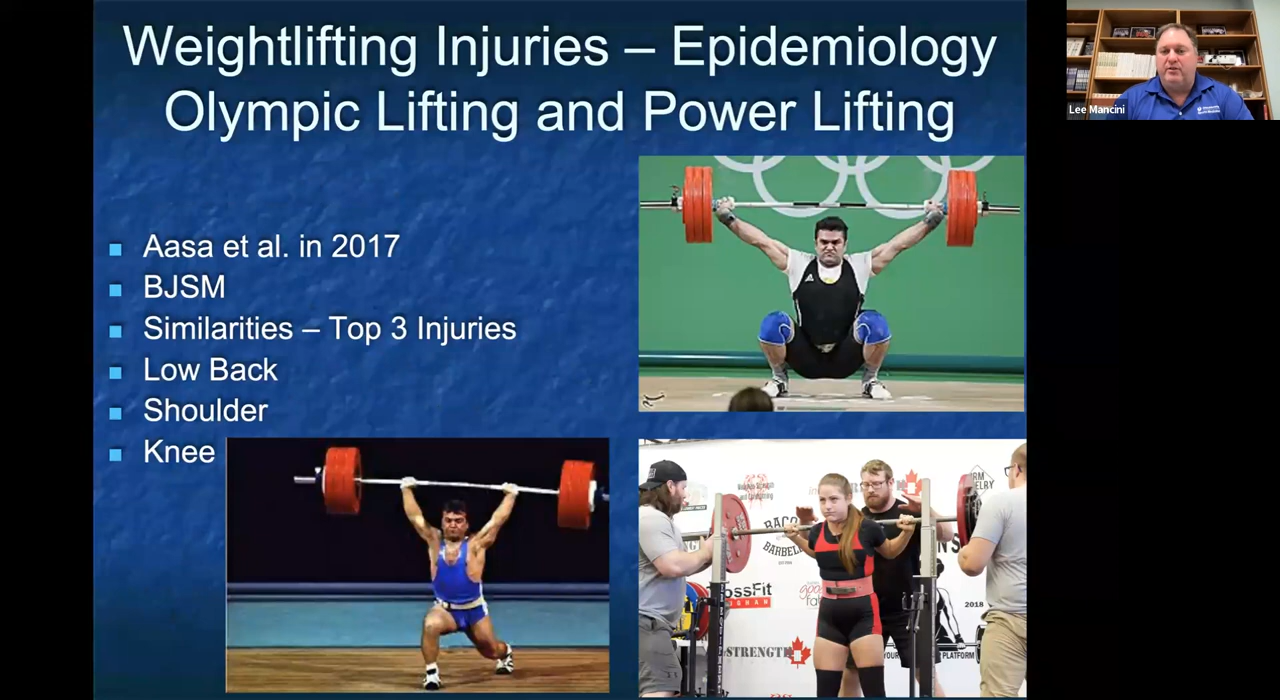 Weightlifting Injuries – Epidemiology
Olympic Lifting and Power Lifting
Aasa et al. in 2017
BJSM
Similarities – Top 3 Injuries
Low Back
Shoulder
Knee
Lee Mancini
BARBELL
2018
STRENGTH
PLATFORM